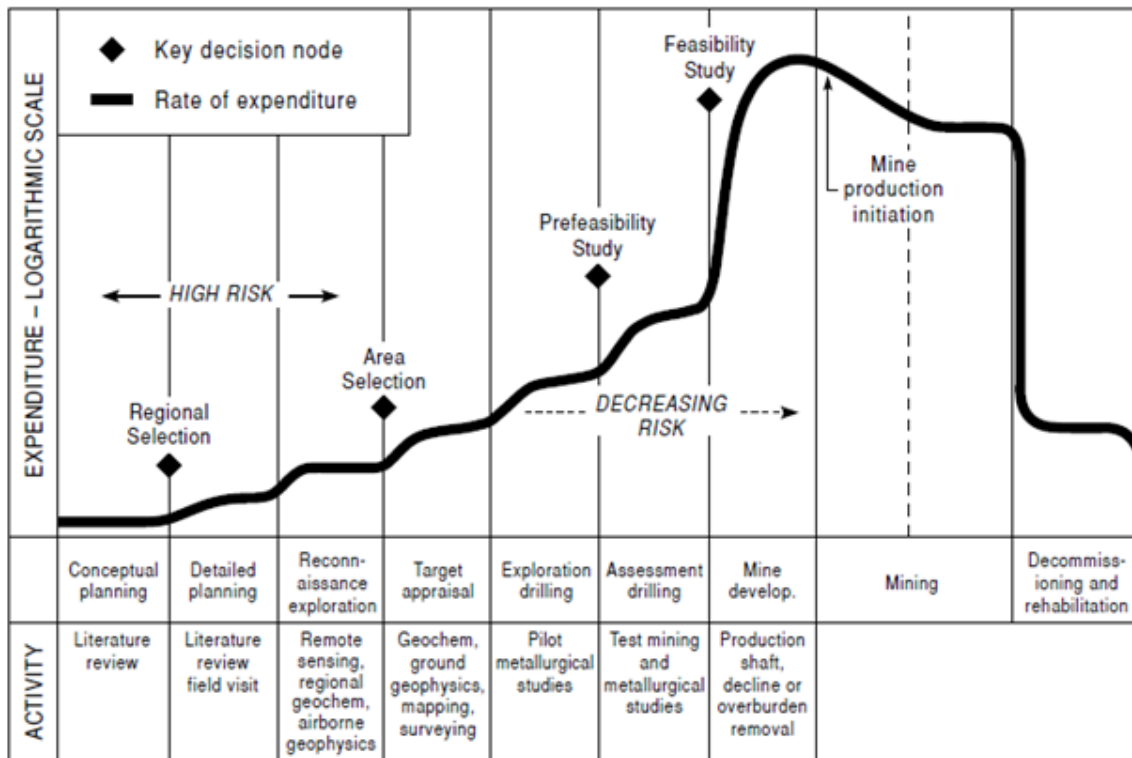 Key decision node
Rate of expenditure
EXPENDITURE – LOGARITHMIC SCALE
Feasibility
Study
Mine
production
initiation
Prefeasibility
Study
HIGH RISK
Area
Selection
DECREASING
RISK
Regional
Selection
Conceptual
planning
Detailed
planning
Reconn-
aissance
exploration
Target
appraisal
Exploration
drilling
Assessment
drilling
Mine
develop.
Mining
Decommiss-
ioning and
rehabilitation
ACTIVITY
Literature
review
Literature
review
field visit
Remote
sensing,
regional
geochem,
airborne
geophysics
Geochem,
ground
geophysics,
mapping,
surveying
Pilot
metallurgical
studies
Test mining
and
metallurgical
studies
Production
shaft,
decline or
overburden
removal